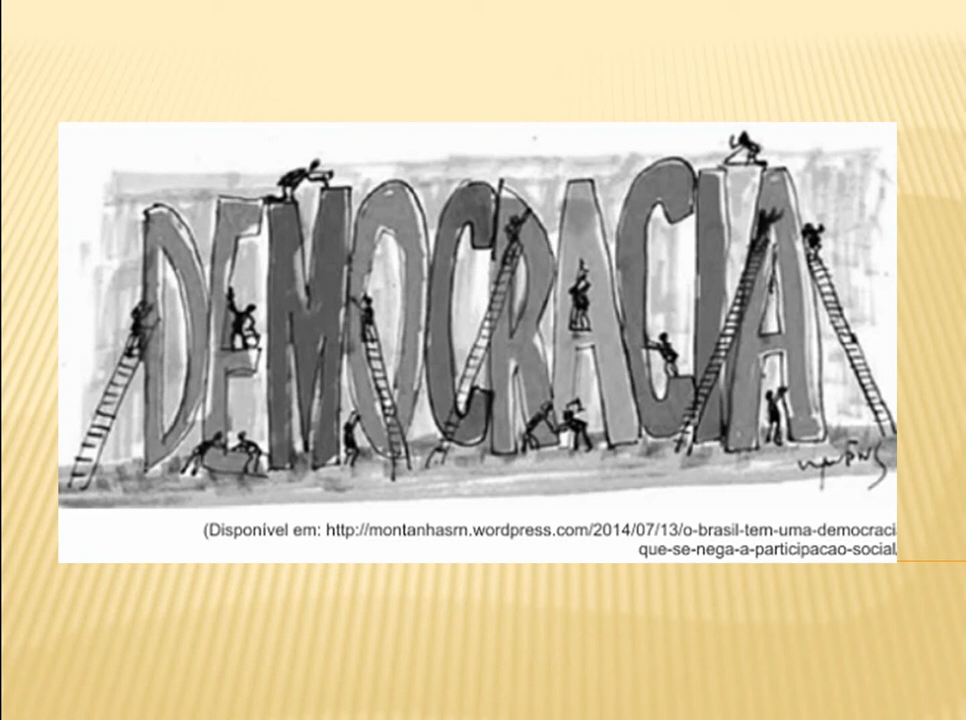 DEMOCRACIA
(Disponível em: http://montanhasrn.wordpress.com/2014/07/13/o-brasil-tem-uma-democraci
que-se-nega-a-participacao-social